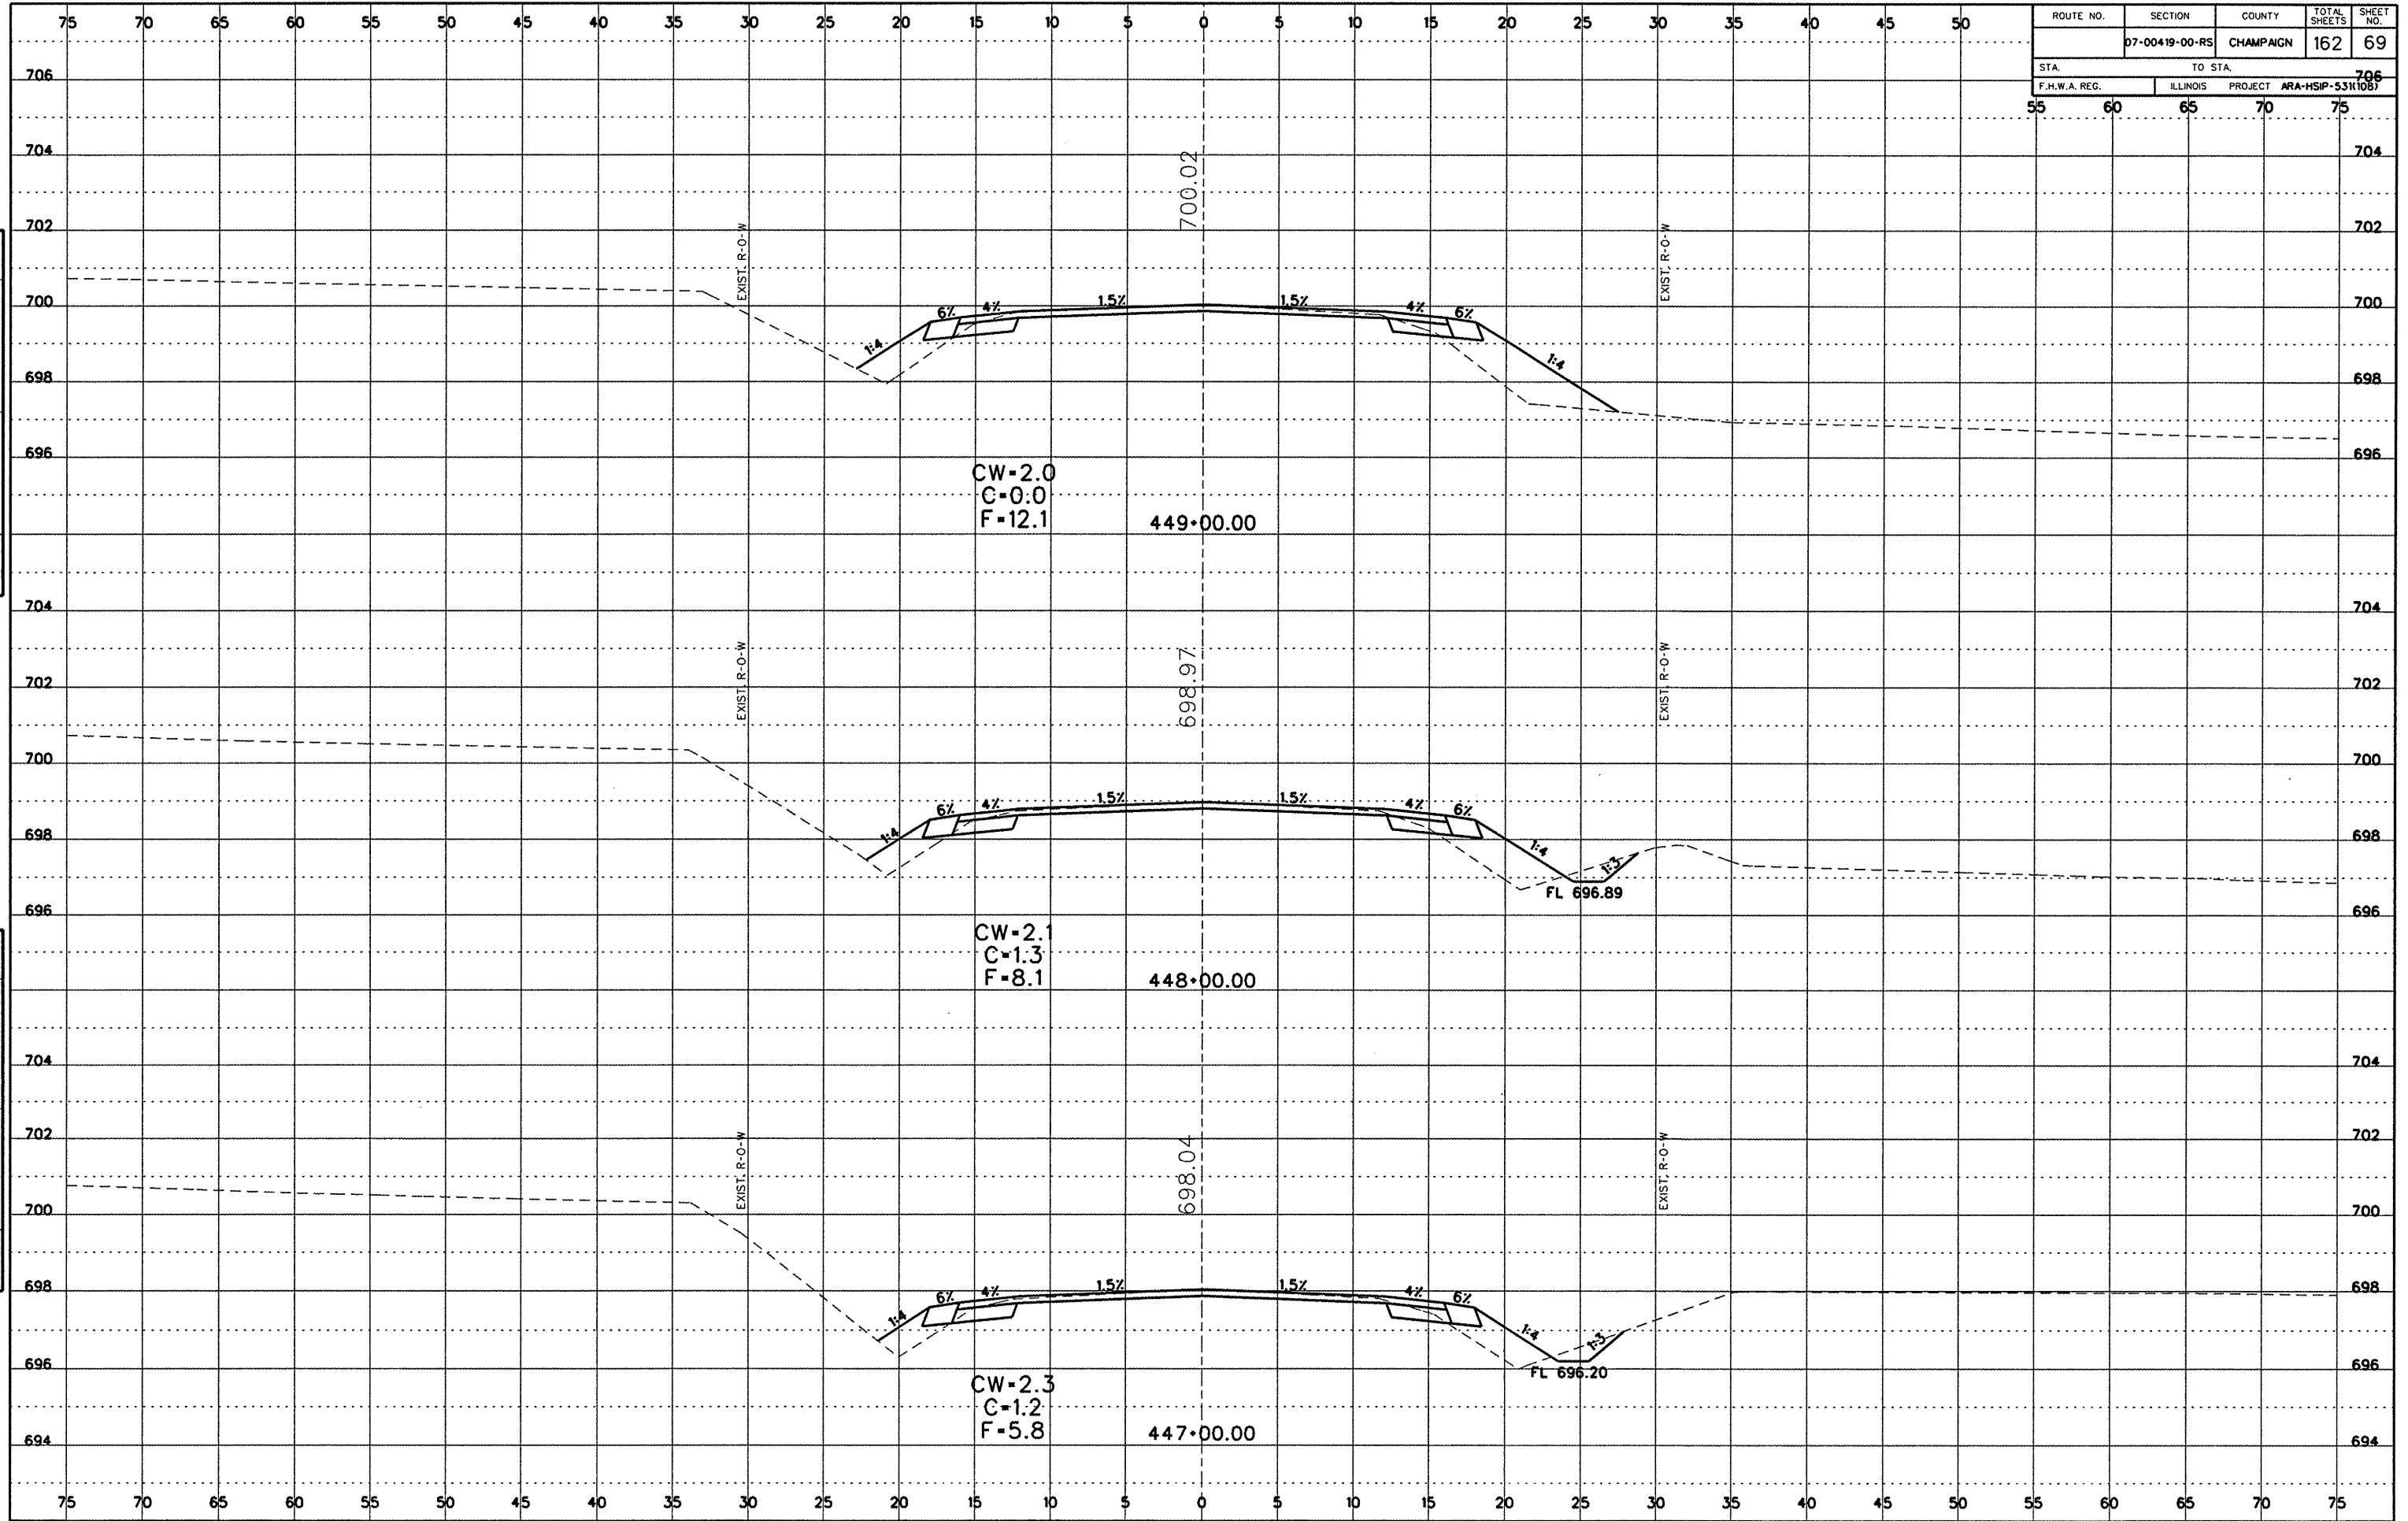 75 70 65 60 55 50 45 40 35 30 25 20 15 10 5 0 5 10 15 20 25 30 35 40 45 50
ROUTE NO. SECTION COUNTY TOTAL SHEETS SHEET NO.
07-00419-00-RS CHAMPAIGN 162 69
STA. TO STA.
F.H.W.A. REG. ILLINOIS PROJECT ARA-HSIP-531(108)
706 706
55 60 65 70 75
704 704
700.02
702 702
EXIST. R-O-W EXIST. R-O-W
700 700
6% 4% 1.5% 1.5% 4% 6%
1:4 1:4
698 698
696 696
CW=2.0
C=0.0
F=12.1 449+00.00
704 704
698.97
702 702
EXIST. R-O-W EXIST. R-O-W
700 700
6% 4% 1.5% 1.5% 4% 6%
698 698
1:4 1:4 1:3
FL 696.89
696 696
CW=2.1
C=1.3
F=8.1 448+00.00
704 704
698.04
702 702
EXIST. R-O-W EXIST. R-O-W
700 700
698 698
6% 4% 1.5% 1.5% 4% 6%
1:4 1:4 1:3
696 696
FL 696.20
CW=2.3
C=1.2
F=5.8 447+00.00
694 694
75 70 65 60 55 50 45 40 35 30 25 20 15 10 5 0 5 10 15 20 25 30 35 40 45 50 55 60 65 70 75